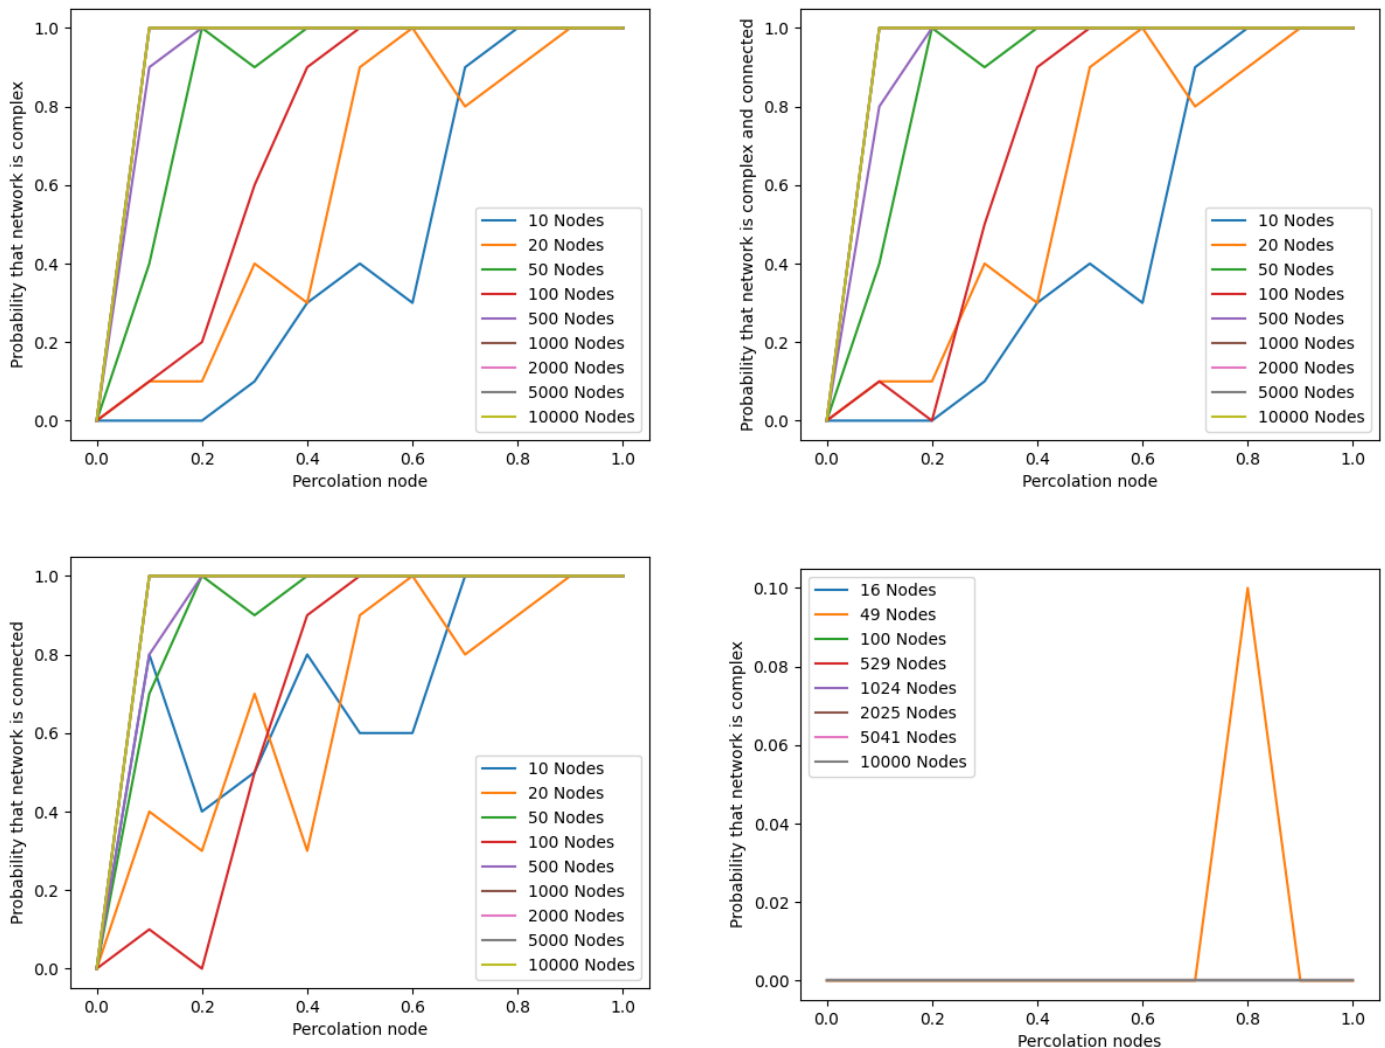 Probability that network is complex
1.0
0.8
0.6
0.4
0.2
0.0
10 Nodes
20 Nodes
50 Nodes
100 Nodes
500 Nodes
1000 Nodes
2000 Nodes
5000 Nodes
10000 Nodes
0.0 0.2 0.4 0.6 0.8 1.0
Percolation node
Probability that network is complex and connected
1.0
0.8
0.6
0.4
0.2
0.0
10 Nodes
20 Nodes
50 Nodes
100 Nodes
500 Nodes
1000 Nodes
2000 Nodes
5000 Nodes
10000 Nodes
0.0 0.2 0.4 0.6 0.8 1.0
Percolation node
Probability that network is connected
1.0
0.8
0.6
0.4
0.2
0.0
10 Nodes
20 Nodes
50 Nodes
100 Nodes
500 Nodes
1000 Nodes
2000 Nodes
5000 Nodes
10000 Nodes
0.0 0.2 0.4 0.6 0.8 1.0
Percolation node
Probability that network is complex
0.10
0.08
0.06
0.04
0.02
0.00
16 Nodes
49 Nodes
100 Nodes
529 Nodes
1024 Nodes
2025 Nodes
5041 Nodes
10000 Nodes
0.0 0.2 0.4 0.6 0.8 1.0
Percolation nodes